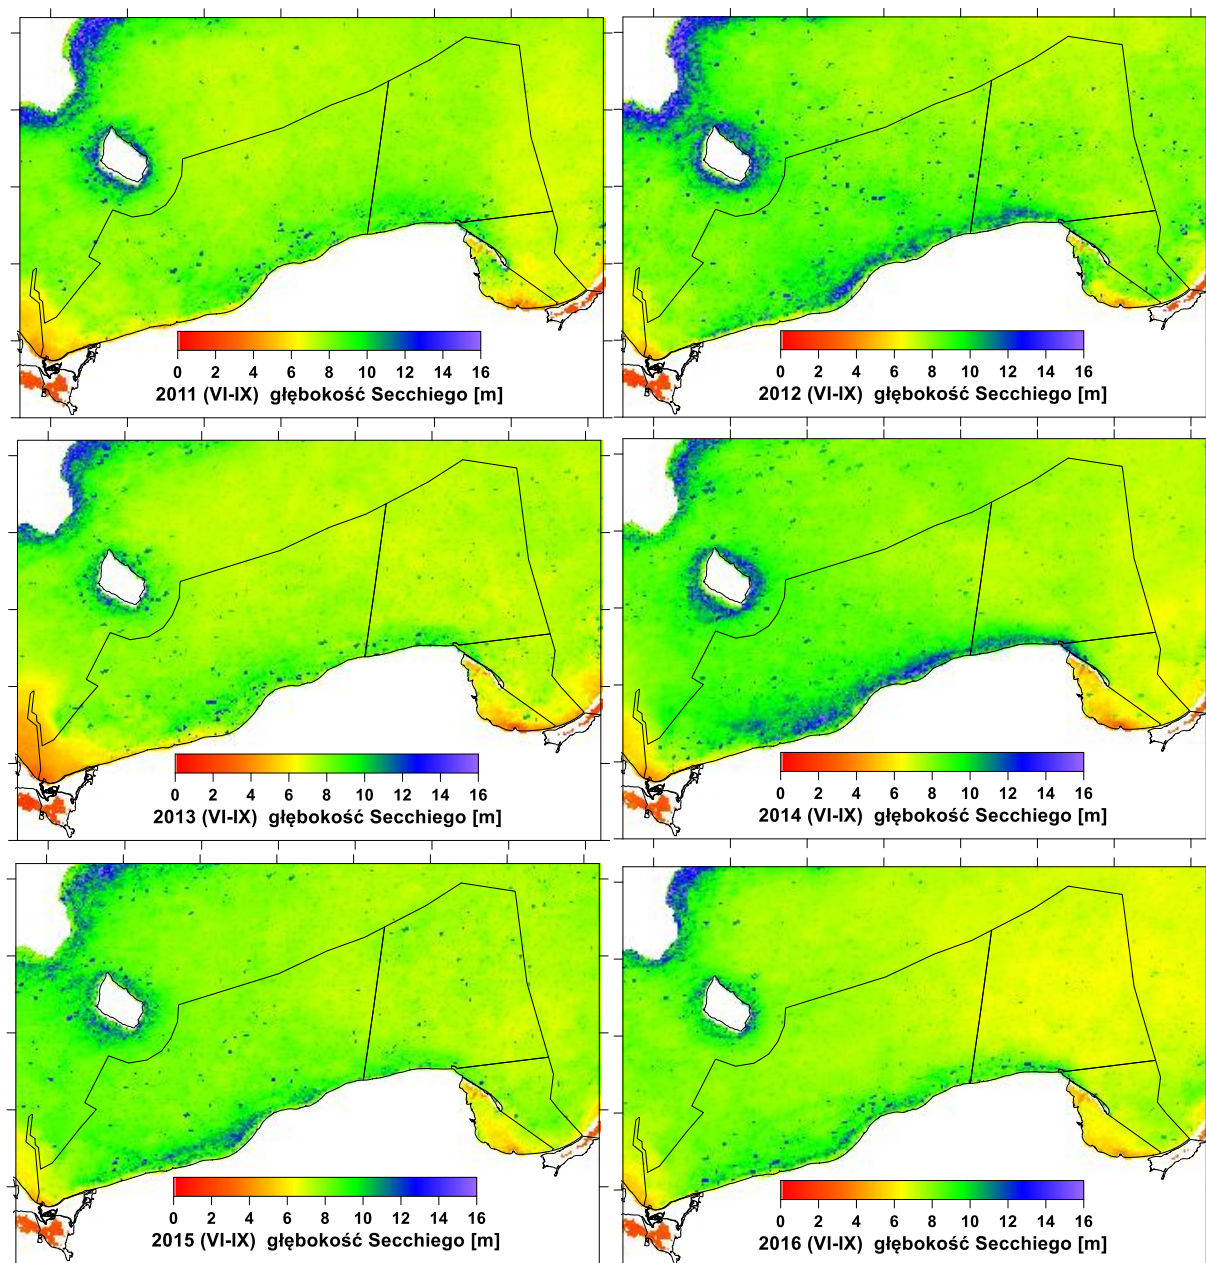 0 2 4 6 8 10 12 14 16
2011 (VI-IX) głębokość Secchiego [m]
0 2 4 6 8 10 12 14 16
2012 (VI-IX) głębokość Secchiego [m]
0 2 4 6 8 10 12 14 16
2013 (VI-IX) głębokość Secchiego [m]
0 2 4 6 8 10 12 14 16
2014 (VI-IX) głębokość Secchiego [m]
0 2 4 6 8 10 12 14 16
2015 (VI-IX) głębokość Secchiego [m]
0 2 4 6 8 10 12 14 16
2016 (VI-IX) głębokość Secchiego [m]